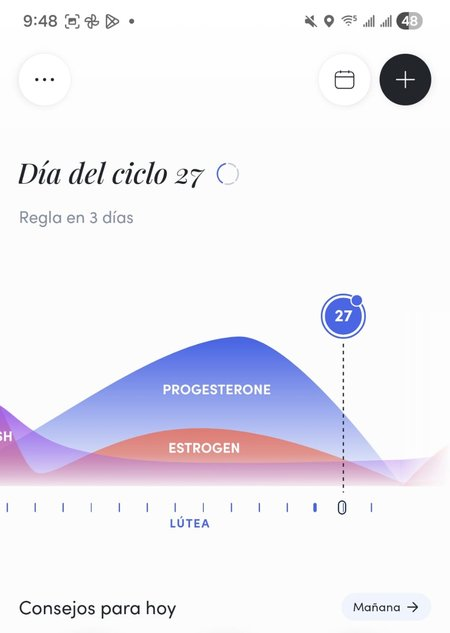 9:48
48
Día del ciclo 27
Regla en 3 días
27
PROGESTERONE
SH
ESTROGEN
LÚTEA
Consejos para hoy
Mañana →